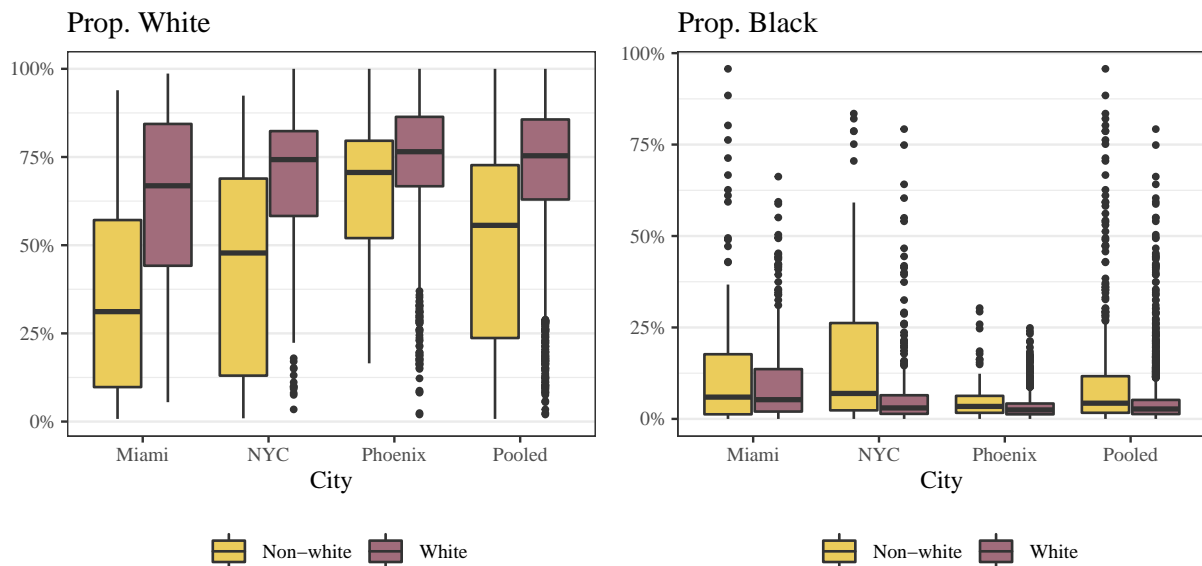 Prop. White
100%
75%
50%
25%
0%
Miami NYC Phoenix Pooled
City
Non−white White
Prop. Black
100%
75%
50%
25%
0%
Miami NYC Phoenix Pooled
City
Non−white White